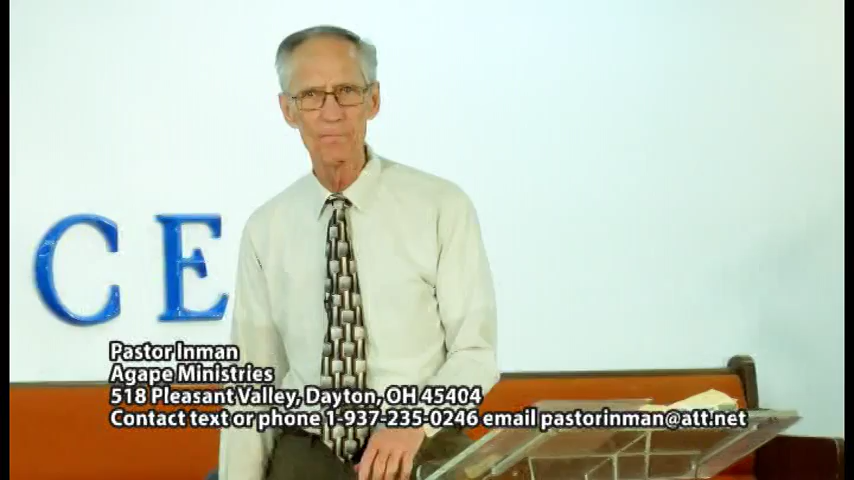 CE
Pastor Inman
Agape Ministries
518 Pleasant Valley, Dayton, OH 45404
Contact text or phone 1-937-235-0246 email pastorinman@att.net